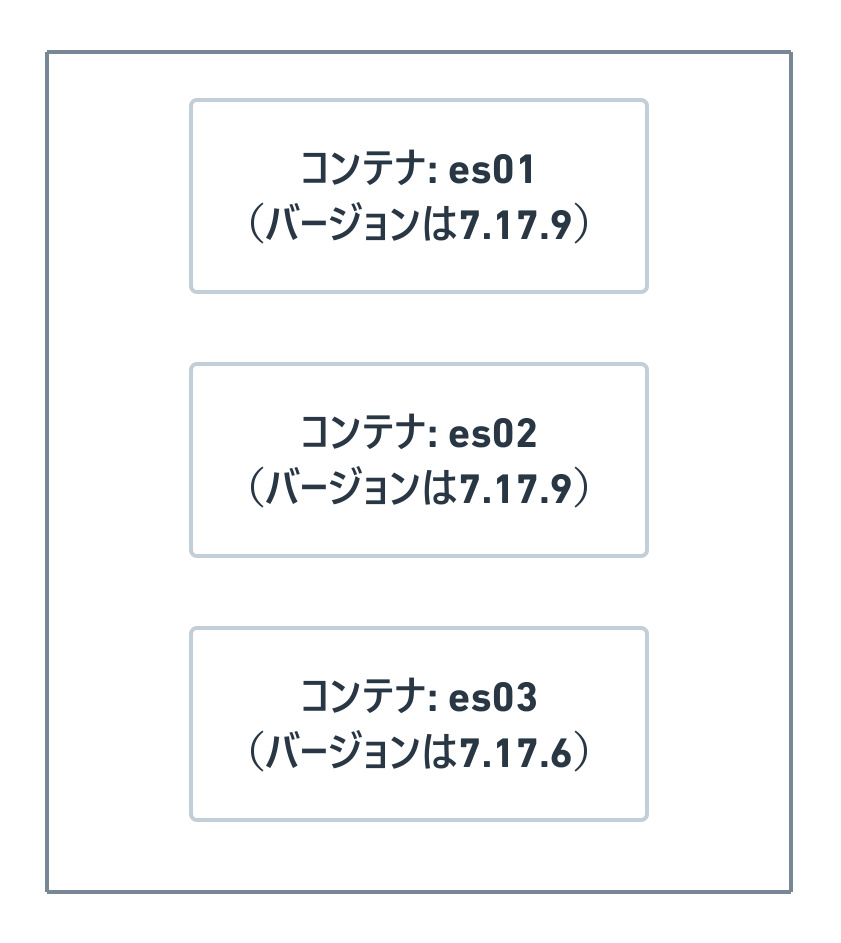 コンテナ: es01
（バージョンは7.17.9）
コンテナ: es02
（バージョンは7.17.9）
コンテナ: es03
（バージョンは7.17.6）